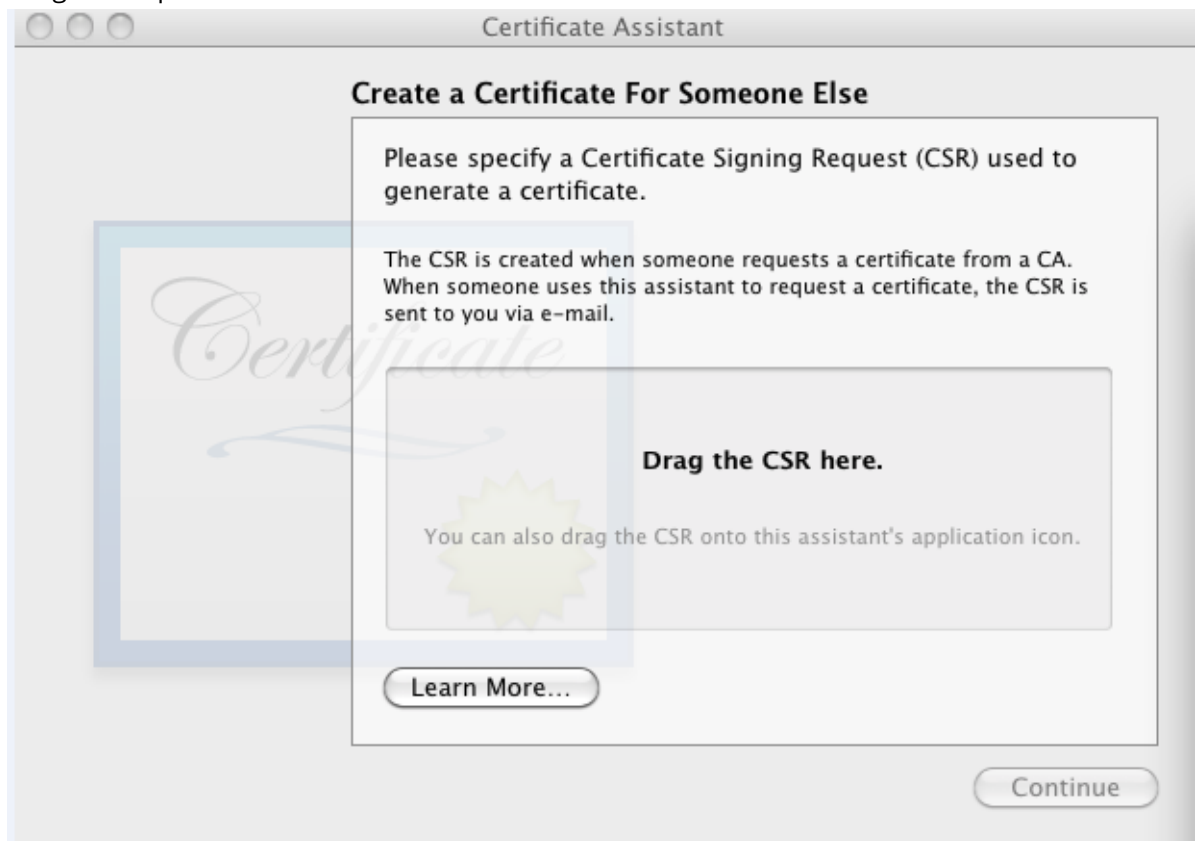 Certificate Assistant
Create a Certificate For Someone Else
Please specify a Certificate Signing Request (CSR) used to
generate a certificate.
The CSR is created when someone requests a certificate from a CA.
When someone uses this assistant to request a certificate, the CSR is
sent to you via e-mail.
Certificate
Drag the CSR here.
You can also drag the CSR onto this assistant's application icon.
Learn More...
Continue